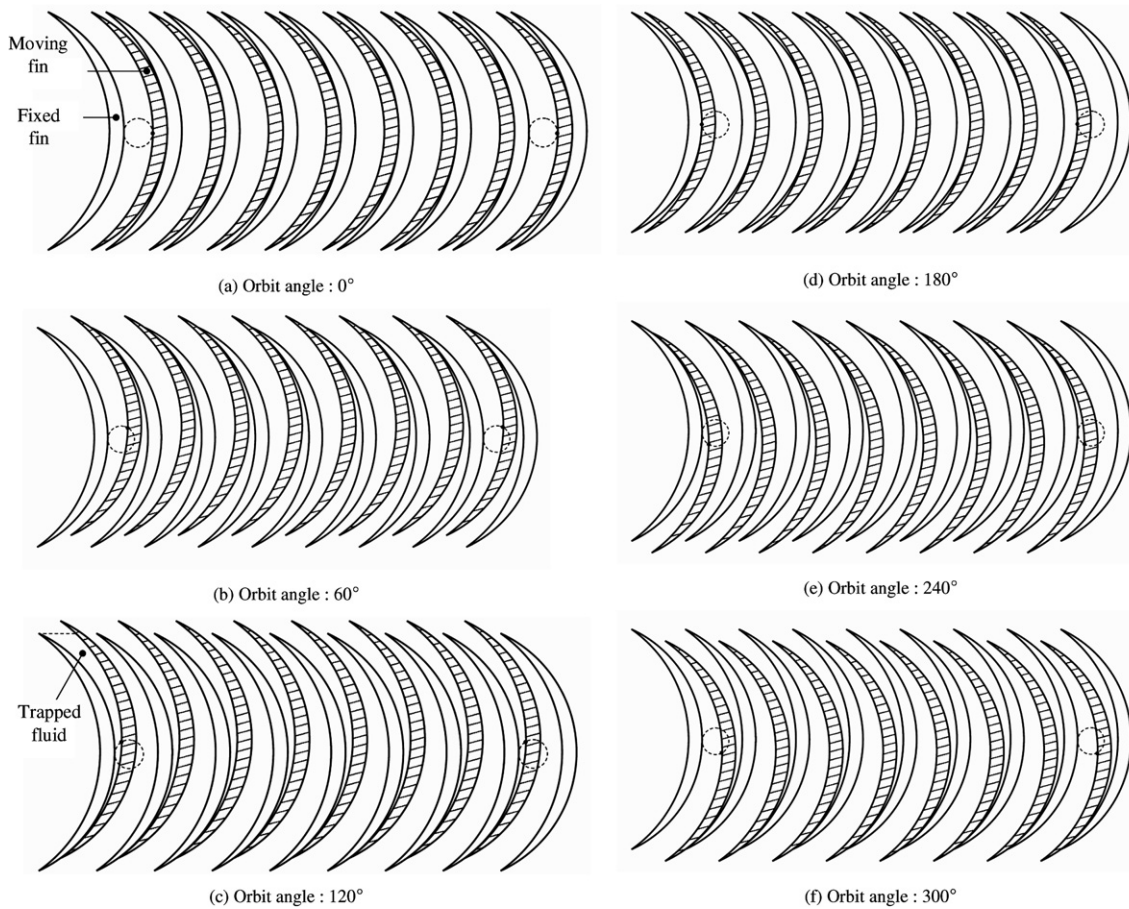 Moving
fin
Fixed
fin
(a) Orbit angle : 0°
(d) Orbit angle : 180°
(b) Orbit angle : 60°
(e) Orbit angle : 240°
Trapped
fluid
(c) Orbit angle : 120°
(f) Orbit angle : 300°